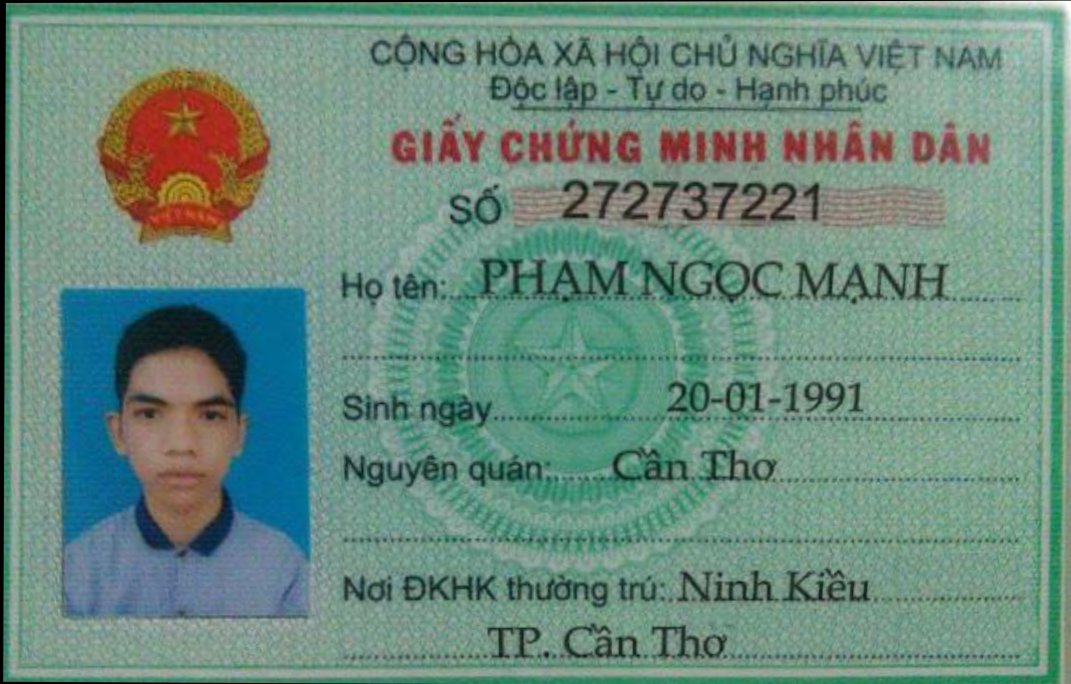 CỘNG HÒA XÃ HỘI CHỦ NGHĨA VIỆT NAM
Độc lập - Tự do - Hạnh phúc
GIẤY CHỨNG MINH NHÂN DÂN
SỐ 272737221
VIỆT NAM
Họ tên: PHẠM NGỌC MẠNH
Sinh ngày 20-01-1991
Nguyên quán: Cần Thơ
Nơi ĐKHK thường trú: Ninh Kiều
TP. Cần Thơ